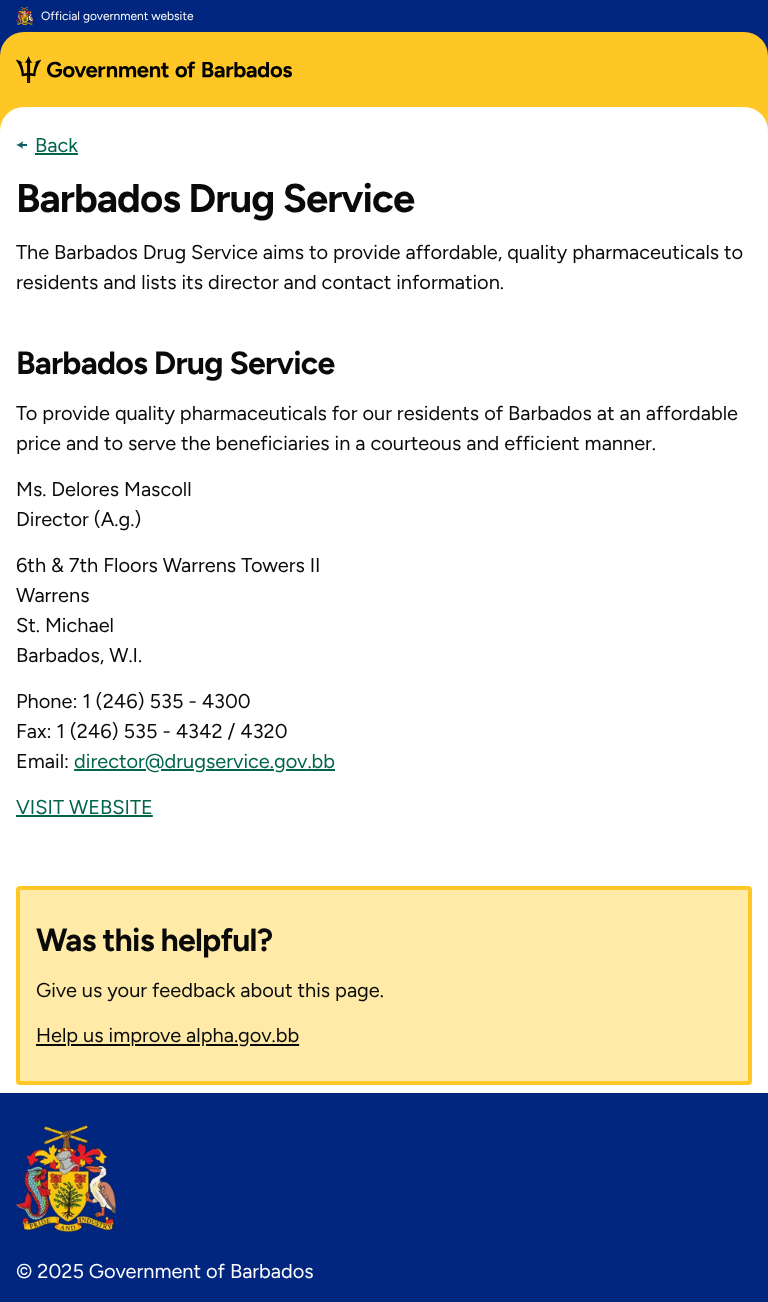 Official government website
Government of Barbados
Back
Barbados Drug Service
The Barbados Drug Service aims to provide affordable, quality pharmaceuticals to
residents and lists its director and contact information.
Barbados Drug Service
To provide quality pharmaceuticals for our residents of Barbados at an affordable
price and to serve the beneficiaries in a courteous and efficient manner.
Ms. Delores Mascoll
Director (A.g.)
6th & 7th Floors Warrens Towers II
Warrens
St. Michael
Barbados, W.I.
Phone: 1 (246) 535 - 4300
Fax: 1 (246) 535 - 4342 / 4320
Email: director@drugservice.gov.bb
VISIT WEBSITE
Was this helpful?
Give us your feedback about this page.
Help us improve alpha.gov.bb
PRIDE AND INDUSTRY
© 2025 Government of Barbados